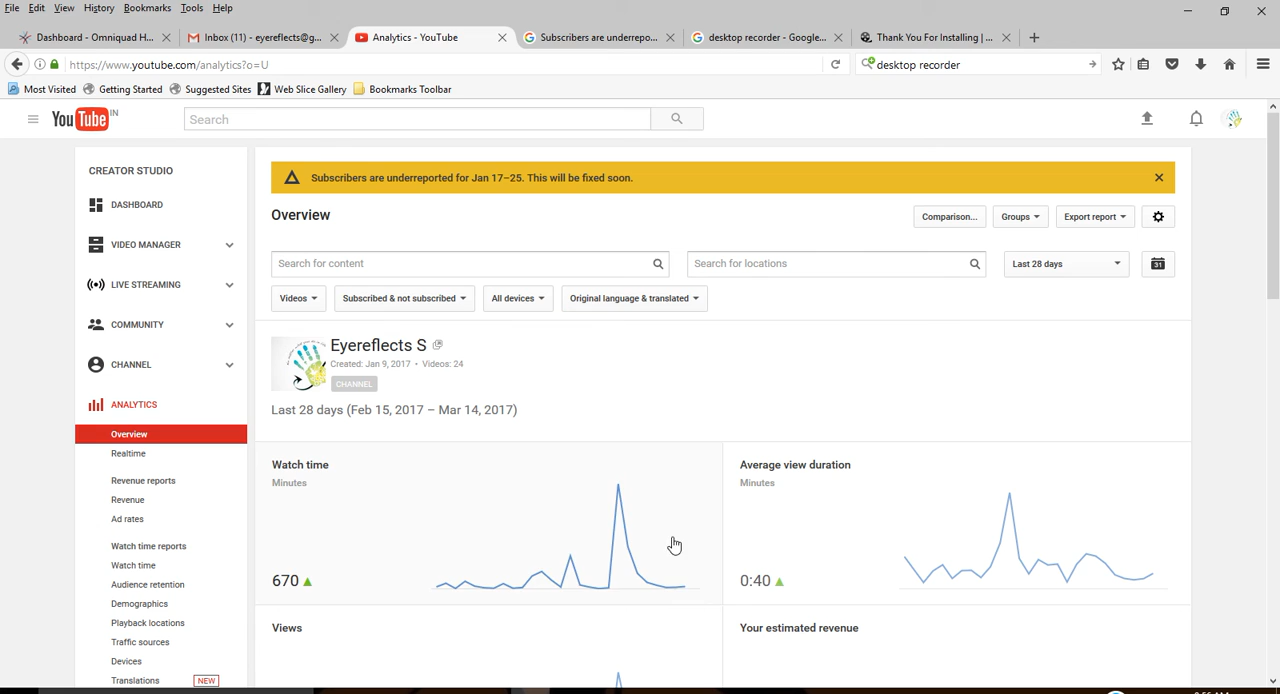 File Edit View History Bookmarks Tools Help
Dashboard - Omniquad H... Inbox (11) - eyereflects@g... Analytics - YouTube Subscribers are underrepo... desktop recorder - Google... Thank You For Installing | ...
https://www.youtube.com/analytics?o=U desktop recorder
Most Visited Getting Started Suggested Sites Web Slice Gallery Bookmarks Toolbar
YouTube IN Search
CREATOR STUDIO
DASHBOARD
VIDEO MANAGER
LIVE STREAMING
COMMUNITY
CHANNEL
ANALYTICS
Overview
Realtime
Revenue reports
Revenue
Ad rates
Watch time reports
Watch time
Audience retention
Demographics
Playback locations
Traffic sources
Devices
Translations NEW
Subscribers are underreported for Jan 17–25. This will be fixed soon.
Overview Comparison... Groups Export report
Search for content Search for locations Last 28 days 31
Videos Subscribed & not subscribed All devices Original language & translated
Eyereflects S
Created: Jan 9, 2017 • Videos: 24
CHANNEL
Last 28 days (Feb 15, 2017 – Mar 14, 2017)
Watch time
Minutes
670
Average view duration
Minutes
0:40
Views
Your estimated revenue